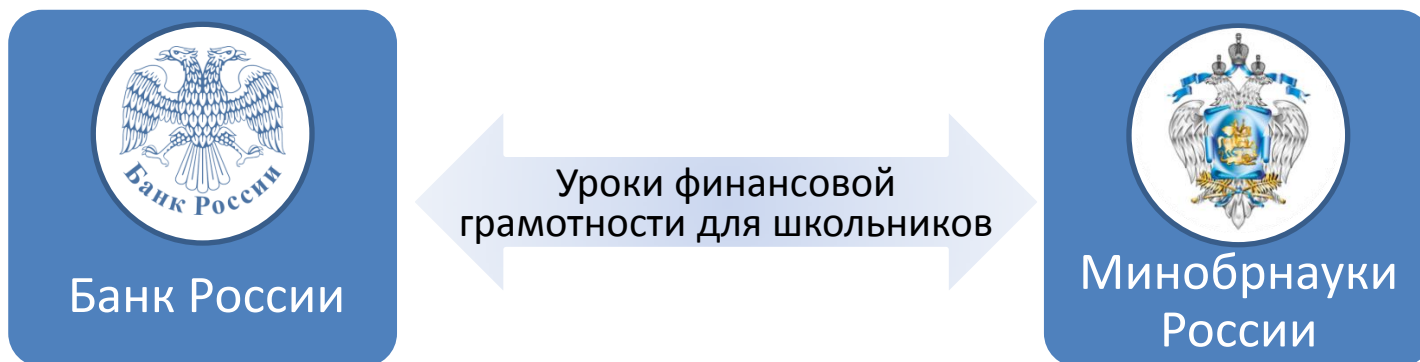 Банк России
Банк России
Уроки финансовой
грамотности для школьников
Минобрнауки
России